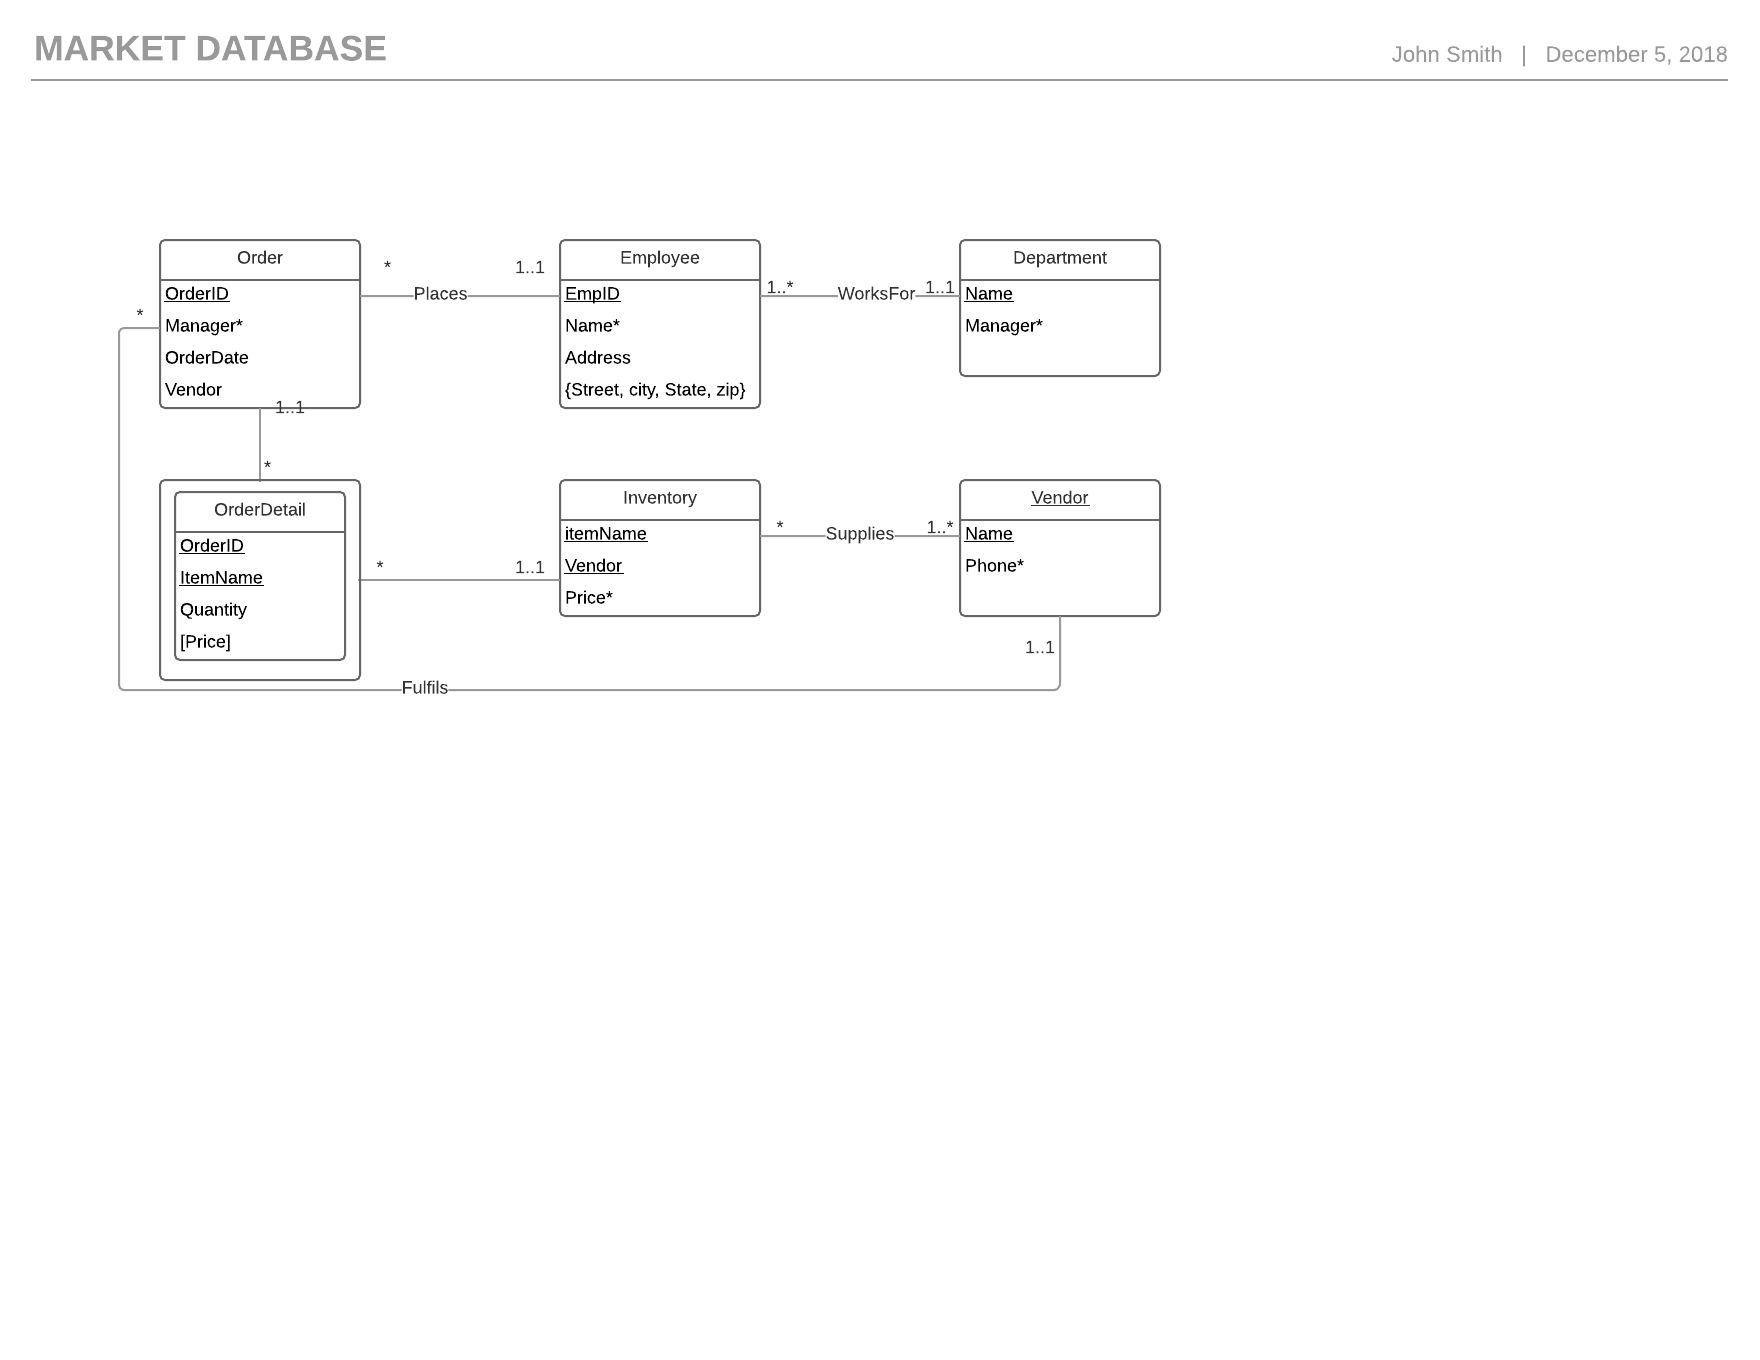 MARKET DATABASE
John Smith | December 5, 2018
Order
OrderID
Manager*
OrderDate
Vendor
* Places 1..1
Employee
EmpID
Name*
Address
{Street, city, State, zip}
1..* WorksFor 1..1
Department
Name
Manager*
*
1..1
*
OrderDetail
OrderID
ItemName
Quantity
[Price]
* 1..1
Inventory
itemName
Vendor
Price*
* Supplies 1..*
Vendor
Name
Phone*
1..1
Fulfils